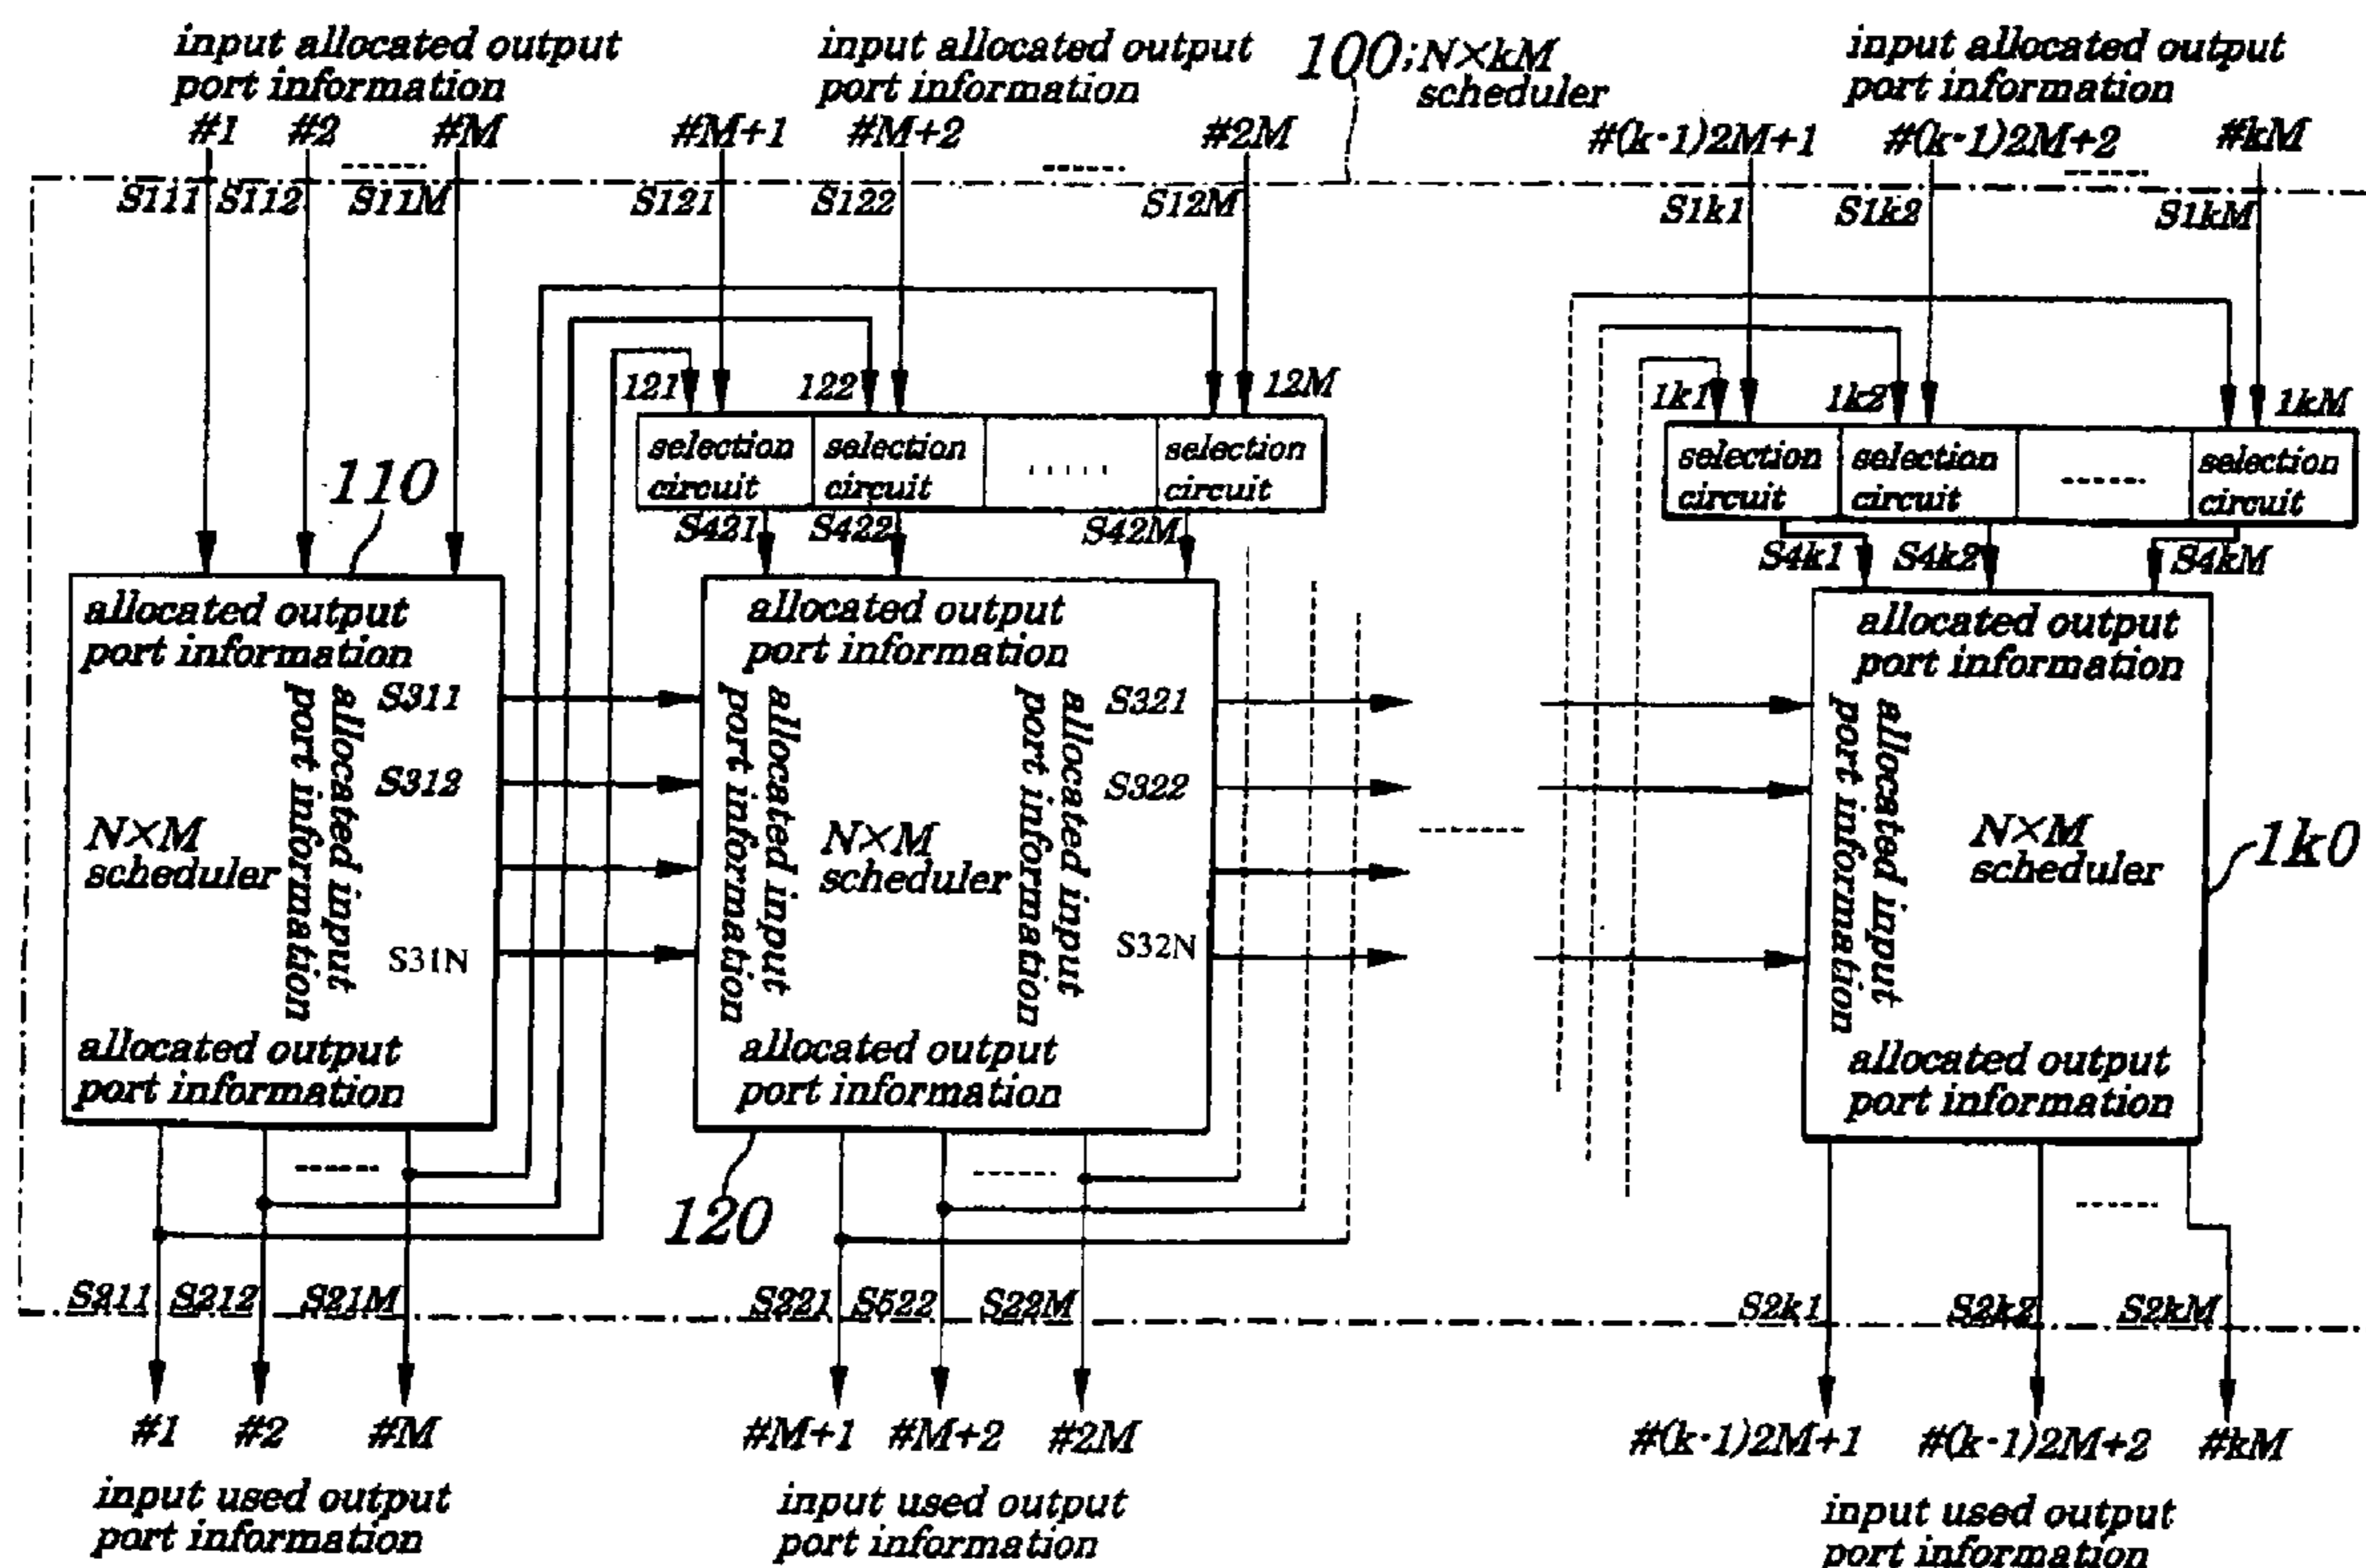 input allocated output
port information
input allocated output
port information
100;N×kM
scheduler
input allocated output
port information
#1 #2 #M #M+1 #M+2 #2M #(k-1)2M+1 #(k-1)2M+2 #kM
S111 S112 S11M S121 S122 S12M S1k1 S1k2 S1kM
121 122 12M 1k1 1k2 1kM
selection
circuit
selection
circuit
selection
circuit
selection
circuit
selection
circuit
selection
circuit
110
S421 S422 S42M S4k1 S4k2 S4kM
allocated output
port information
allocated input
port information
S311
S312
S31N
N×M
scheduler
allocated output
port information
allocated output
port information
allocated input
port information
N×M
scheduler
allocated input
port information
S321
S322
S32N
allocated output
port information
allocated output
port information
allocated input
port information
N×M
scheduler
1k0
allocated output
port information
120
S211 S212 S21M S221 S522 S22M S2k1 S2k2 S2kM
#1 #2 #M #M+1 #M+2 #2M #(k-1)2M+1 #(k-1)2M+2 #kM
input used output
port information
input used output
port information
input used output
port information